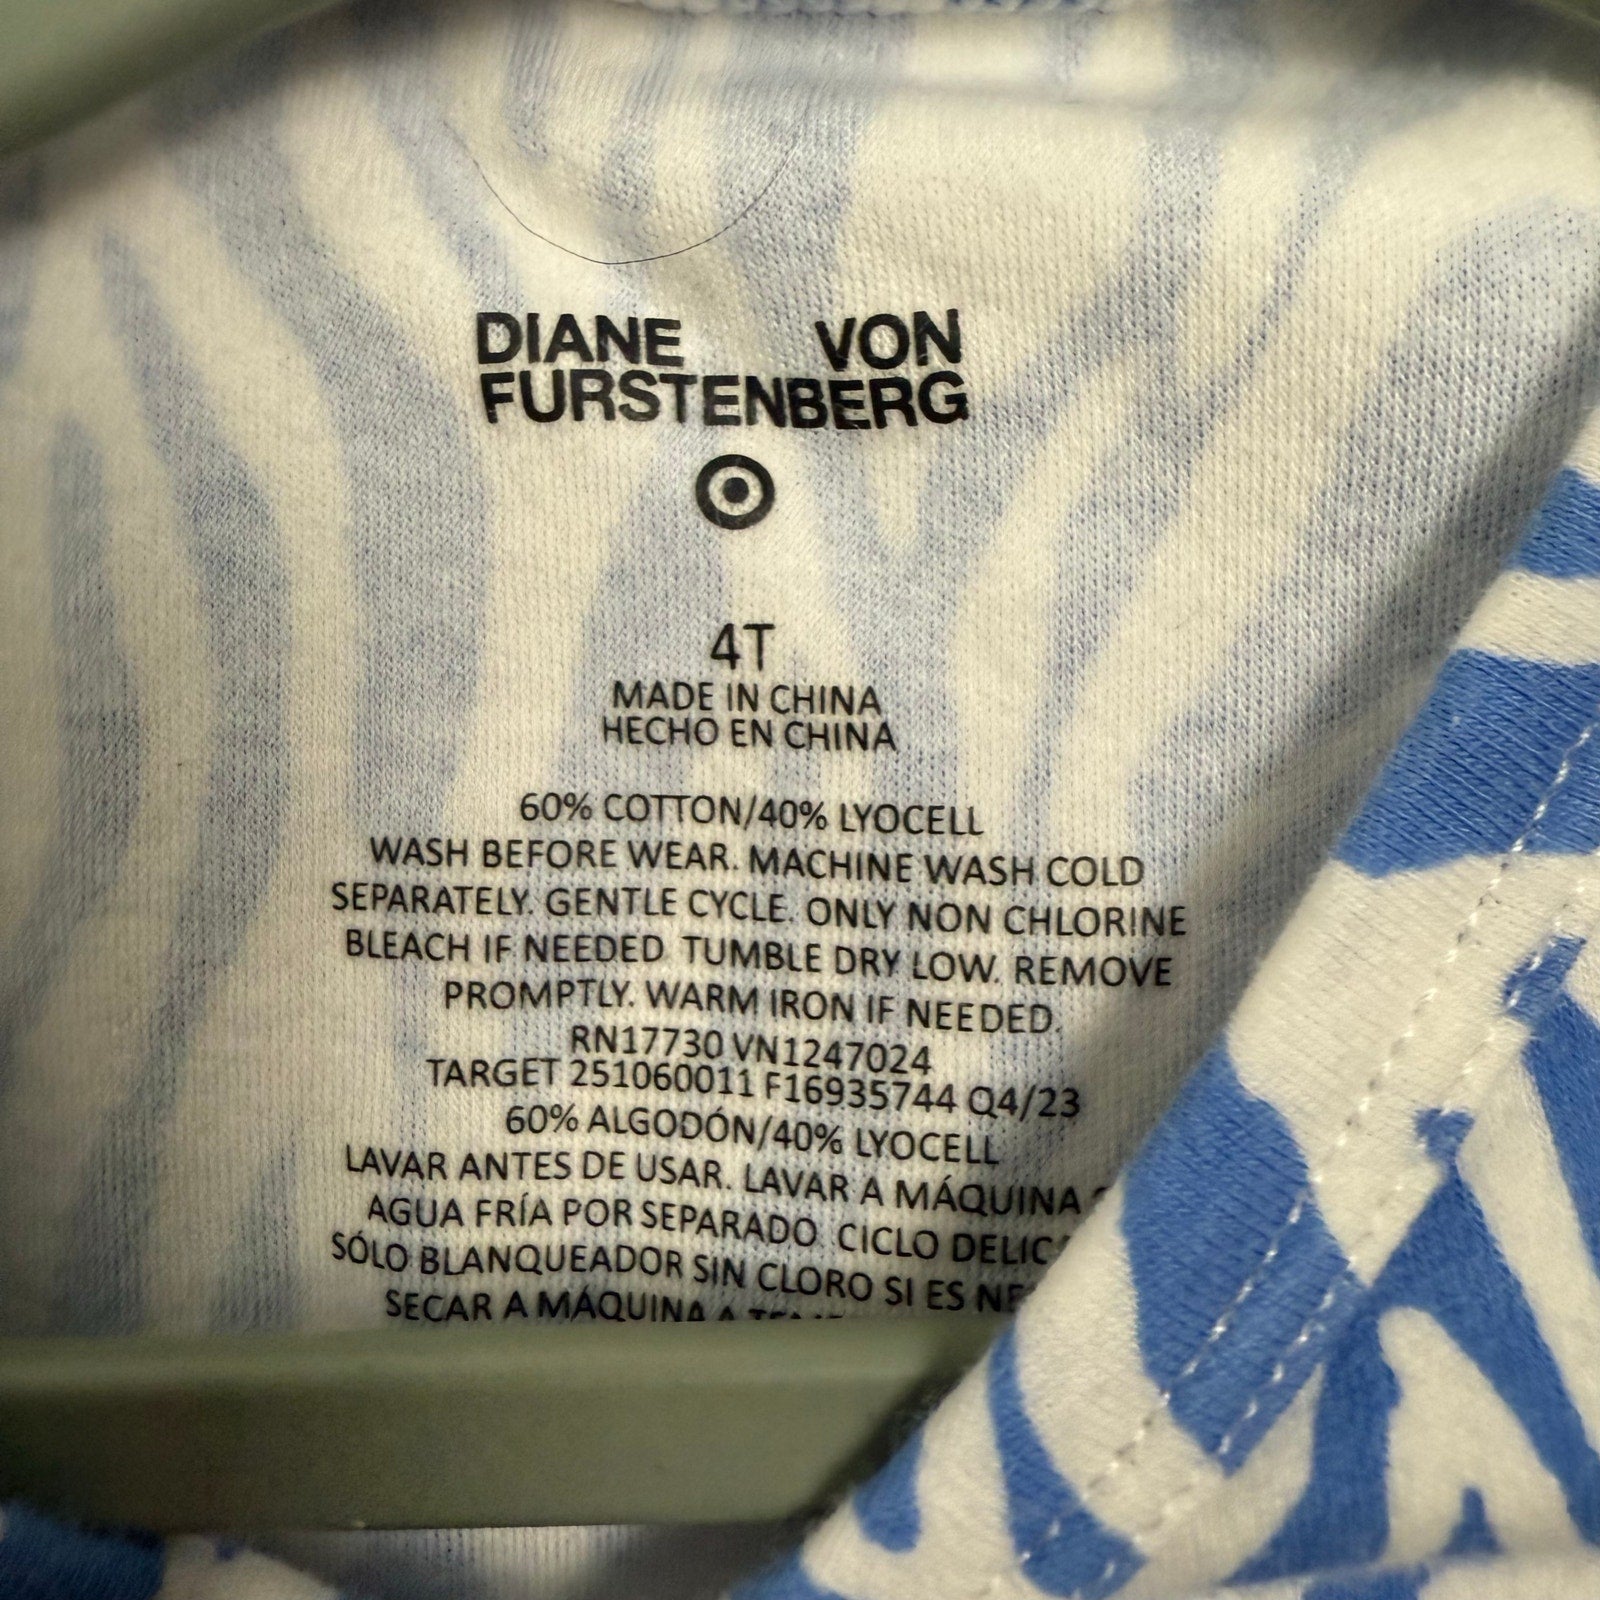 DIANE VON
FURSTENBERG
4T
MADE IN CHINA
HECHO EN CHINA
60% COTTON/40% LYOCELL
WASH BEFORE WEAR. MACHINE WASH COLD
SEPARATELY. GENTLE CYCLE. ONLY NON CHLORINE
BLEACH IF NEEDED. TUMBLE DRY LOW. REMOVE
PROMPTLY. WARM IRON IF NEEDED.
RN17730 VN1247024
TARGET 251060011 F16935744 Q4/23
60% ALGODÓN/40% LYOCELL
LAVAR ANTES DE USAR. LAVAR A MÁQUINA
AGUA FRÍA POR SEPARADO. CICLO
SÓLO BLANQUEADOR SIN CLORO SI ES
SECAR A MÁQUINA A